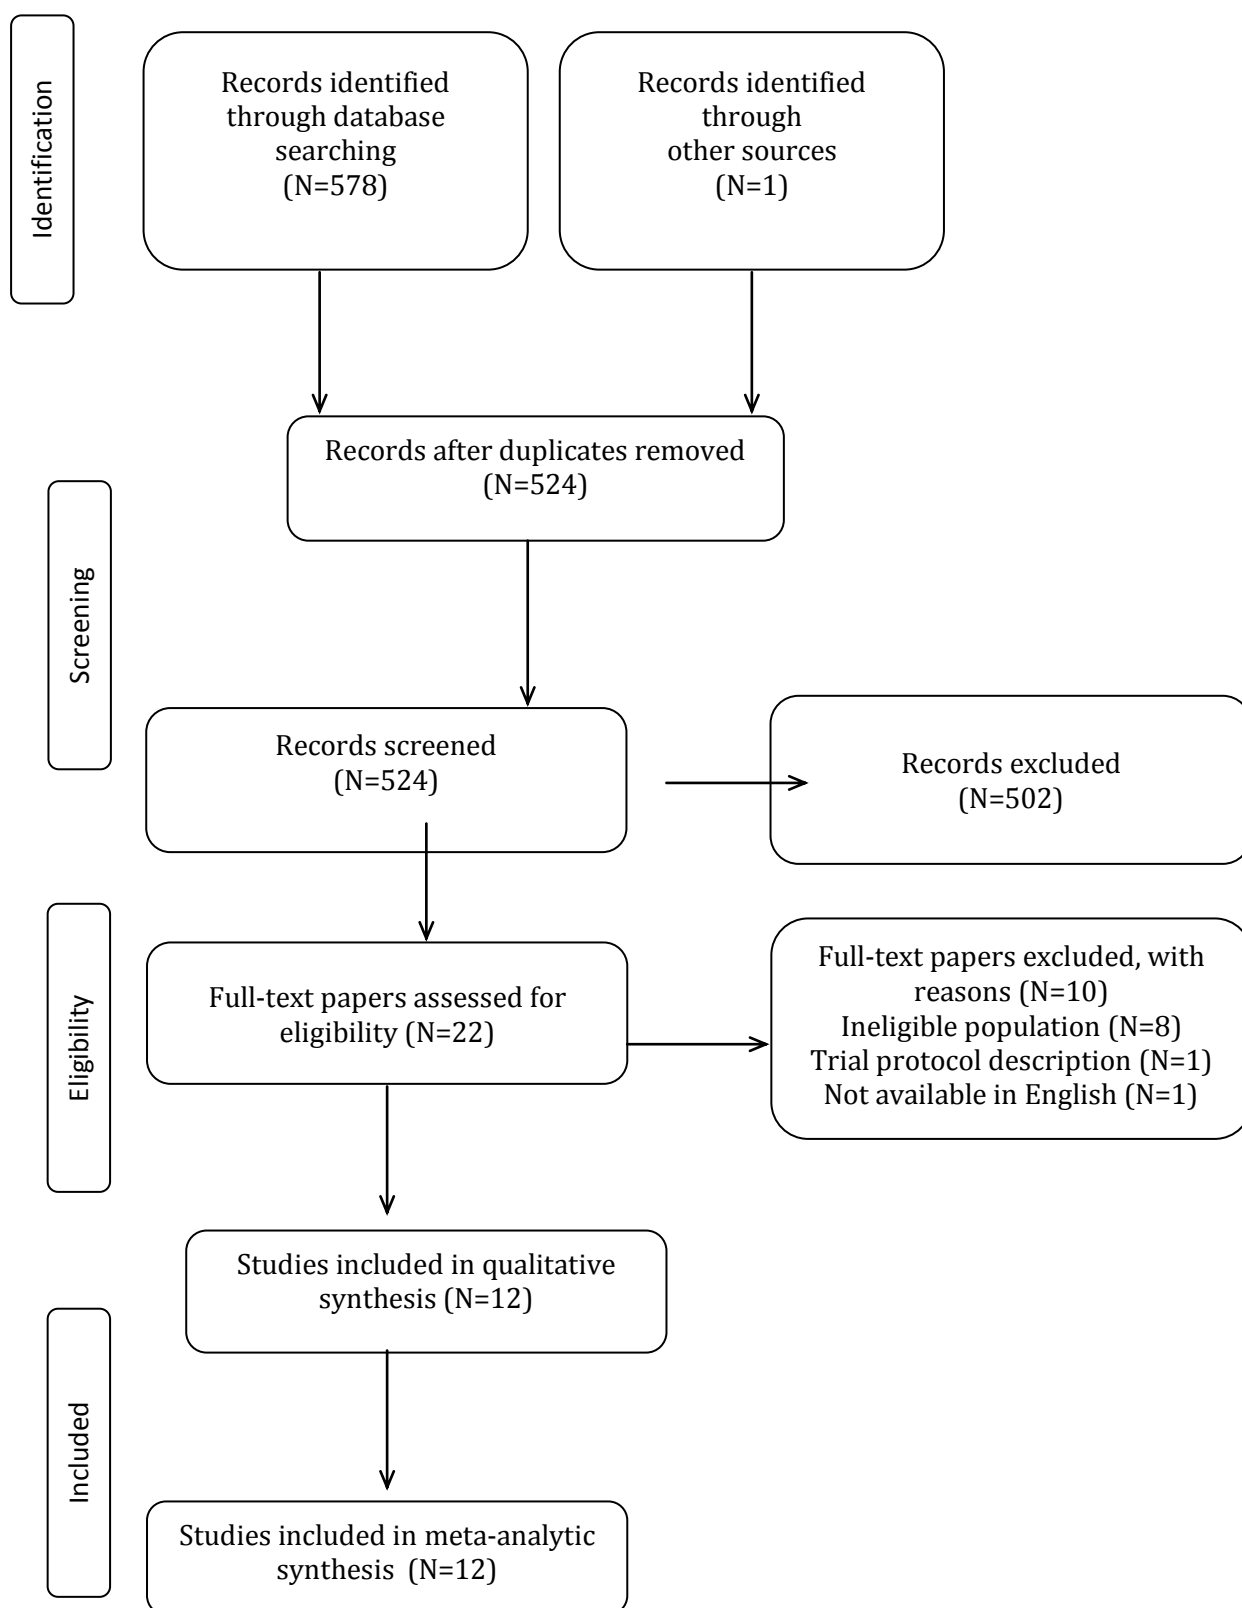 Identification
Records identified
through database
searching
(N=578)
Records identified
through
other sources
(N=1)
Records after duplicates removed
(N=524)
Screening
Records screened
(N=524)
Records excluded
(N=502)
Eligibility
Full-text papers assessed for
eligibility (N=22)
Full-text papers excluded, with
reasons (N=10)
Ineligible population (N=8)
Trial protocol description (N=1)
Not available in English (N=1)
Studies included in qualitative
synthesis (N=12)
Included
Studies included in meta-analytic
synthesis (N=12)